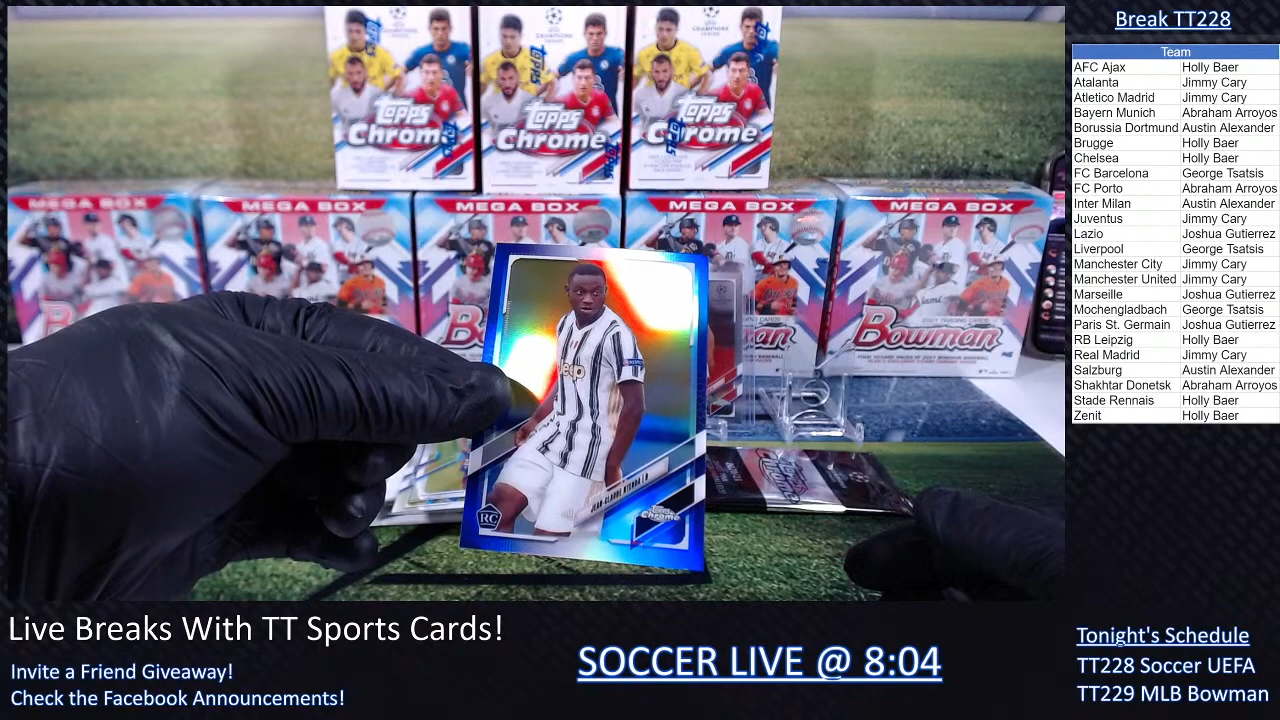 Break TT228
Team
AFC Ajax Holly Baer
Atalanta Jimmy Cary
Atletico Madrid Jimmy Cary
Bayern Munich Abraham Arroyos
Borussia Dortmund Austin Alexander
Holly Baer
Holly Baer
FC Barcelona George Tsatsis
FC Porto Abraham Arroyos
Inter Milan Austin Alexander
Juventus Jimmy Cary
Lazio Joshua Gutierrez
Liverpool George Tsatsis
Manchester City Jimmy Cary
Manchester United Jimmy Cary
Marseille Joshua Gutierrez
Moenchengladbach George Tsatsis
Paris St. Germain Joshua Gutierrez
RB Leipzig Holly Baer
Real Madrid Jimmy Cary
Salzburg Austin Alexander
Shakhtar Donetsk Abraham Arroyos
Stade Rennais Holly Baer
Zenit Holly Baer
Topps Chrome
Topps Chrome
Topps Chrome
MEGA BOX
MEGA BOX
MEGA BOX
MEGA BOX
MEGA BOX
Bowman
Jeep
RC
Topps Chrome
Live Breaks With TT Sports Cards!
Invite a Friend Giveaway!
Check the Facebook Announcements!
SOCCER LIVE @ 8:04
Tonight's Schedule
TT228 Soccer UEFA
TT229 MLB Bowman